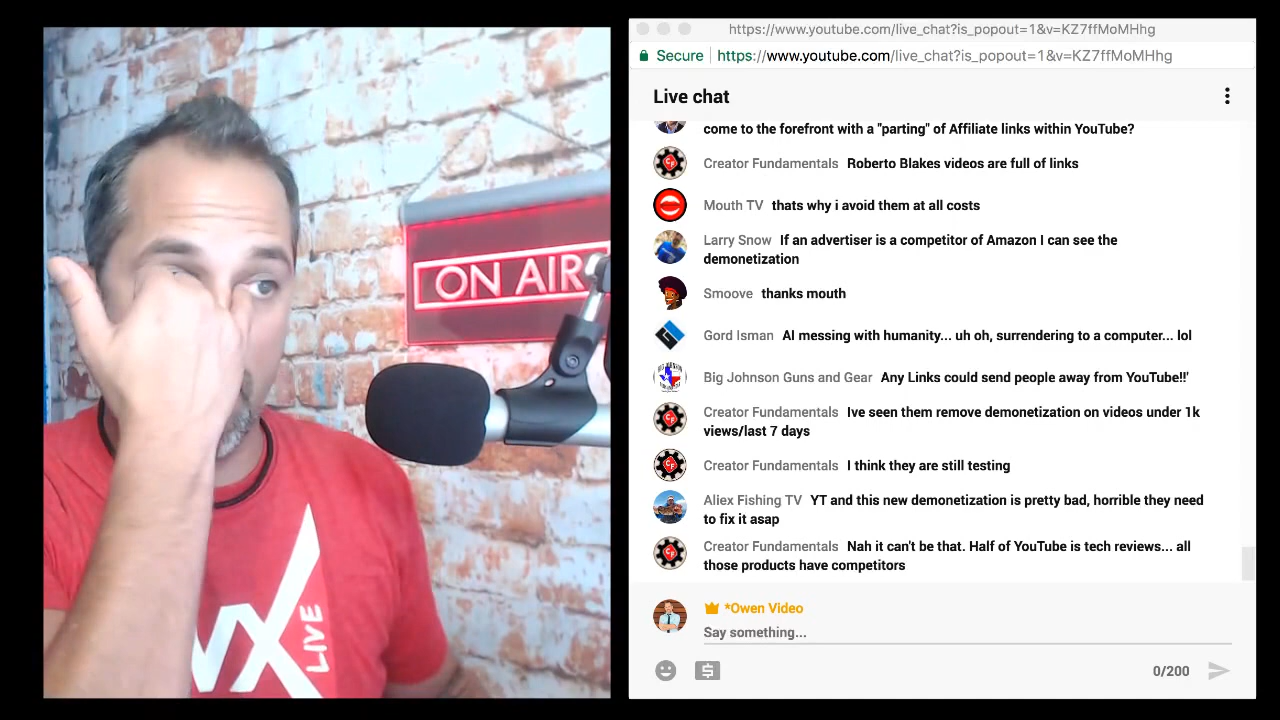 ON AIR
VX
LIVE
https://www.youtube.com/live_chat?is_popout=1&v=KZ7ffMoMHhg
Secure https://www.youtube.com/live_chat?is_popout=1&v=KZ7ffMoMHhg
Live chat
come to the forefront with a "parting" of Affiliate links within YouTube?
Creator Fundamentals Roberto Blakes videos are full of links
Mouth TV thats why i avoid them at all costs
Larry Snow If an advertiser is a competitor of Amazon I can see the
demonetization
Smoove thanks mouth
Gord Isman AI messing with humanity... uh oh, surrendering to a computer... lol
Big Johnson Guns and Gear Any Links could send people away from YouTube!!'
Creator Fundamentals Ive seen them remove demonetization on videos under 1k
views/last 7 days
Creator Fundamentals I think they are still testing
Aliex Fishing TV YT and this new demonetization is pretty bad, horrible they need
to fix it asap
Creator Fundamentals Nah it can't be that. Half of YouTube is tech reviews... all
those products have competitors
*Owen Video
Say something...
0/200